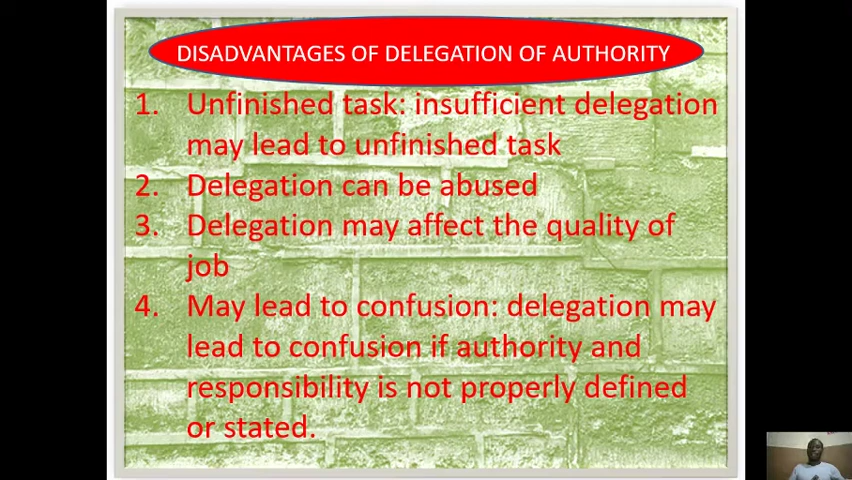 DISADVANTAGES OF DELEGATION OF AUTHORITY
1. Unfinished task: insufficient delegation
may lead to unfinished task
2. Delegation can be abused
3. Delegation may affect the quality of
job
4. May lead to confusion: delegation may
lead to confusion if authority and
responsibility is not properly defined
or stated.